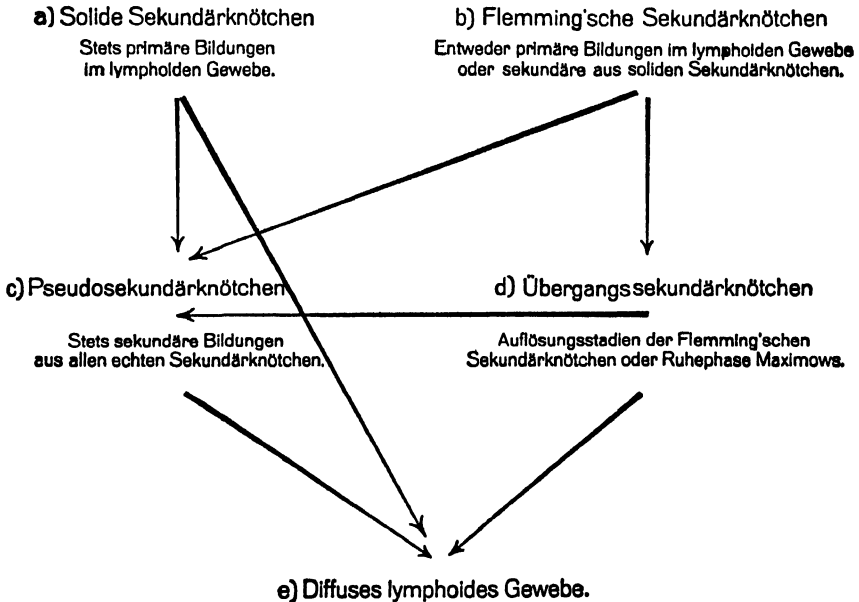 a) Solide Sekundärknötchen
Stets primäre Bildungen
im lymphoiden Gewebe.
b) Flemming'sche Sekundärknötchen
Entweder primäre Bildungen im lymphoiden Gewebe
oder sekundäre aus soliden Sekundärknötchen.
c) Pseudosekundärknötchen
Stets sekundäre Bildungen
aus allen echten Sekundärknötchen.
d) Übergangssekundärknötchen
Auflösungsstadien der Flemming'schen
Sekundärknötchen oder Ruhephase Maximows.
e) Diffuses lymphoides Gewebe.